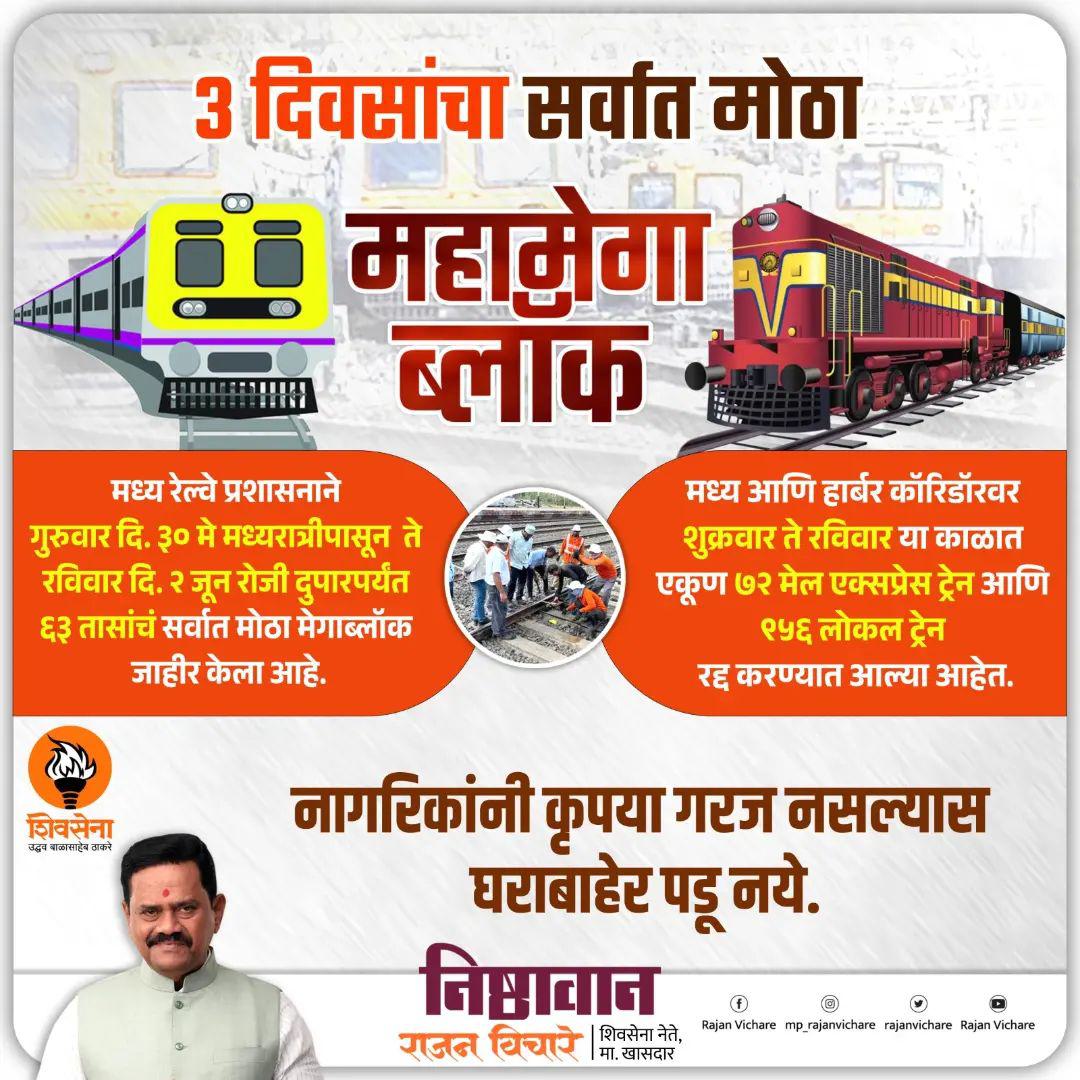 3 दिवसांचा सर्वात मोठा
महामेगा
ब्लॉक
मध्य रेल्वे प्रशासनाने
गुरुवार दि. ३० मे मध्यरात्रीपासून ते
रविवार दि. २ जून रोजी दुपारपर्यंत
६३ तासांचं सर्वात मोठा मेगाब्लॉक
जाहीर केला आहे.
मध्य आणि हार्बर कॉरिडॉरवर
शुक्रवार ते रविवार या काळात
एकूण ७२ मेल एक्सप्रेस ट्रेन आणि
९५६ लोकल ट्रेन
रद्द करण्यात आल्या आहेत.
शिवसेना
उद्धव बाळासाहेब ठाकरे
नागरिकांनी कृपया गरज नसल्यास
घराबाहेर पडू नये.
निष्ठावान
राजन विचारे
शिवसेना नेते,
मा. खासदार
Rajan Vichare mp_rajanvichare rajanvichare Rajan Vichare